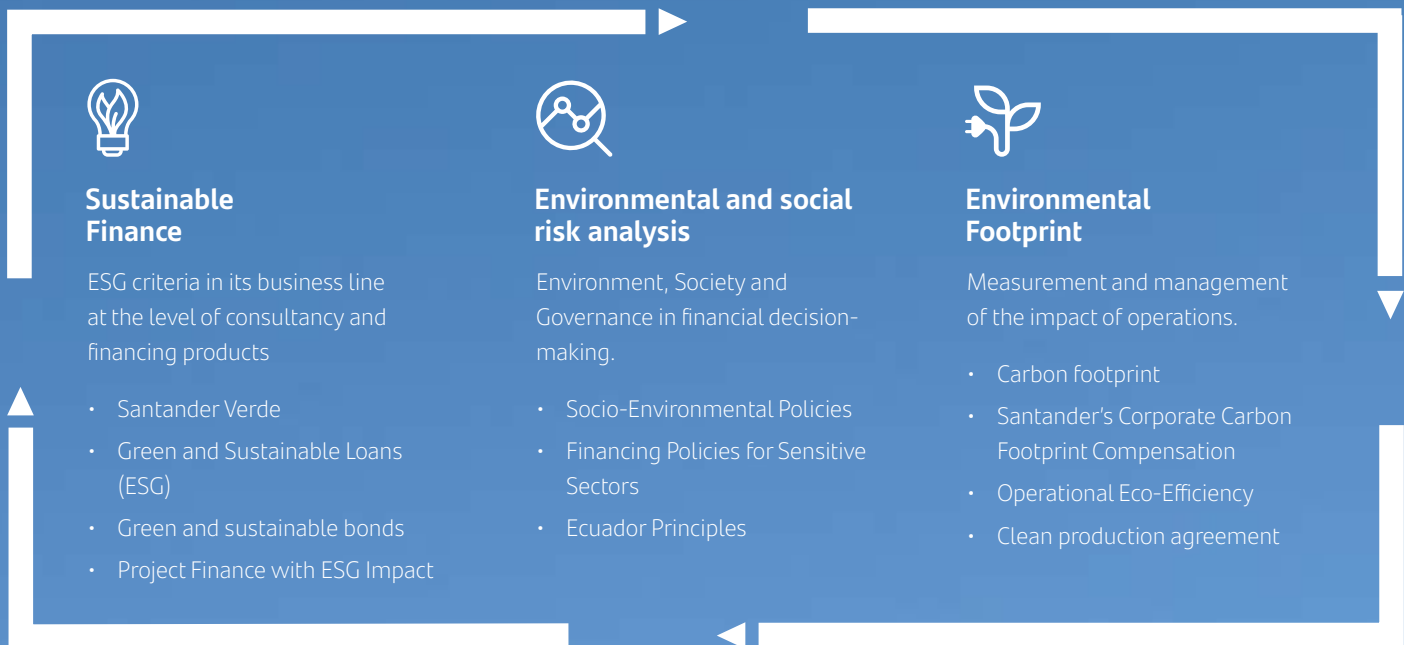 Sustainable
Finance
ESG criteria in its business line
at the level of consultancy and
financing products
• Santander Verde
• Green and Sustainable Loans
(ESG)
• Green and sustainable bonds
• Project Finance with ESG Impact
Environmental and social
risk analysis
Environment, Society and
Governance in financial decision-
making.
• Socio-Environmental Policies
• Financing Policies for Sensitive
Sectors
• Ecuador Principles
Environmental
Footprint
Measurement and management
of the impact of operations.
• Carbon footprint
• Santander's Corporate Carbon
Footprint Compensation
• Operational Eco-Efficiency
• Clean production agreement